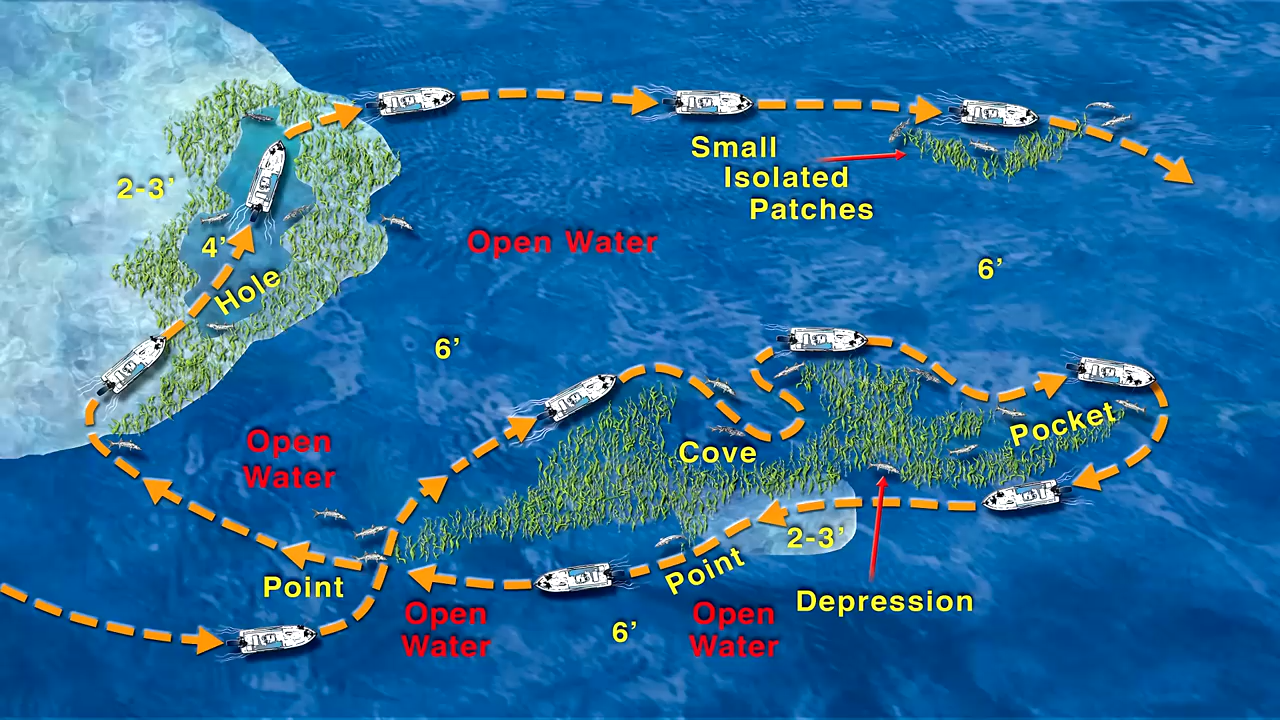 Small
Isolated
Patches
2-3’
4’
Hole
Open Water
6’
6’
Open
Water
Cove
Pocket
2-3’
Point
Point
Depression
Open
Water
6’
Open
Water